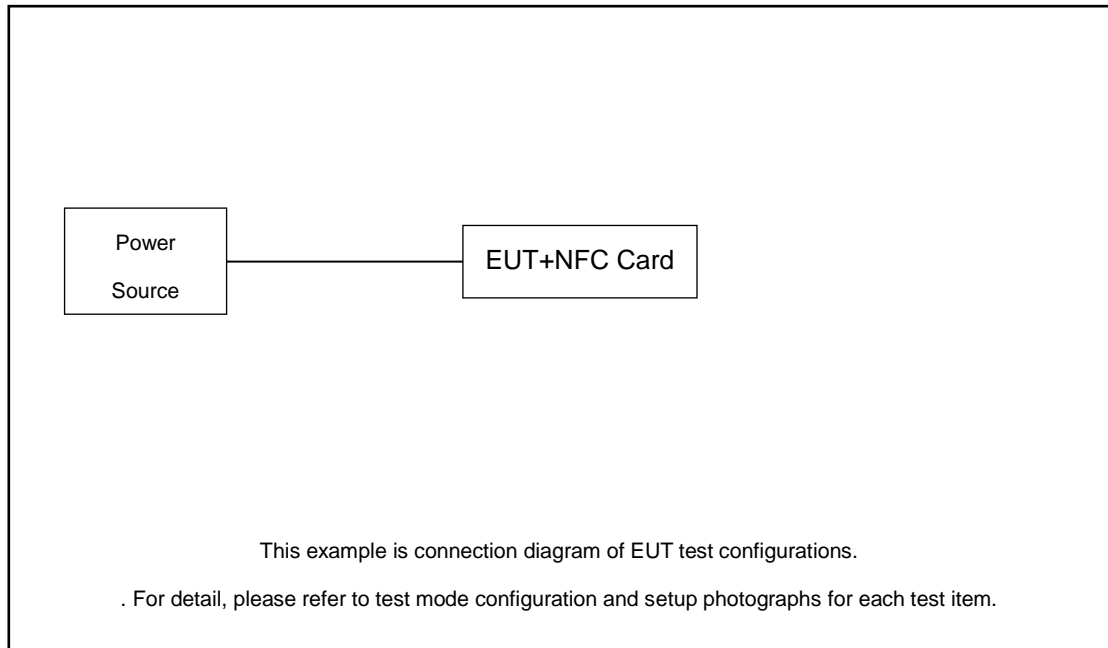 Power
Source
EUT+NFC Card
This example is connection diagram of EUT test configurations.
. For detail, please refer to test mode configuration and setup photographs for each test item.